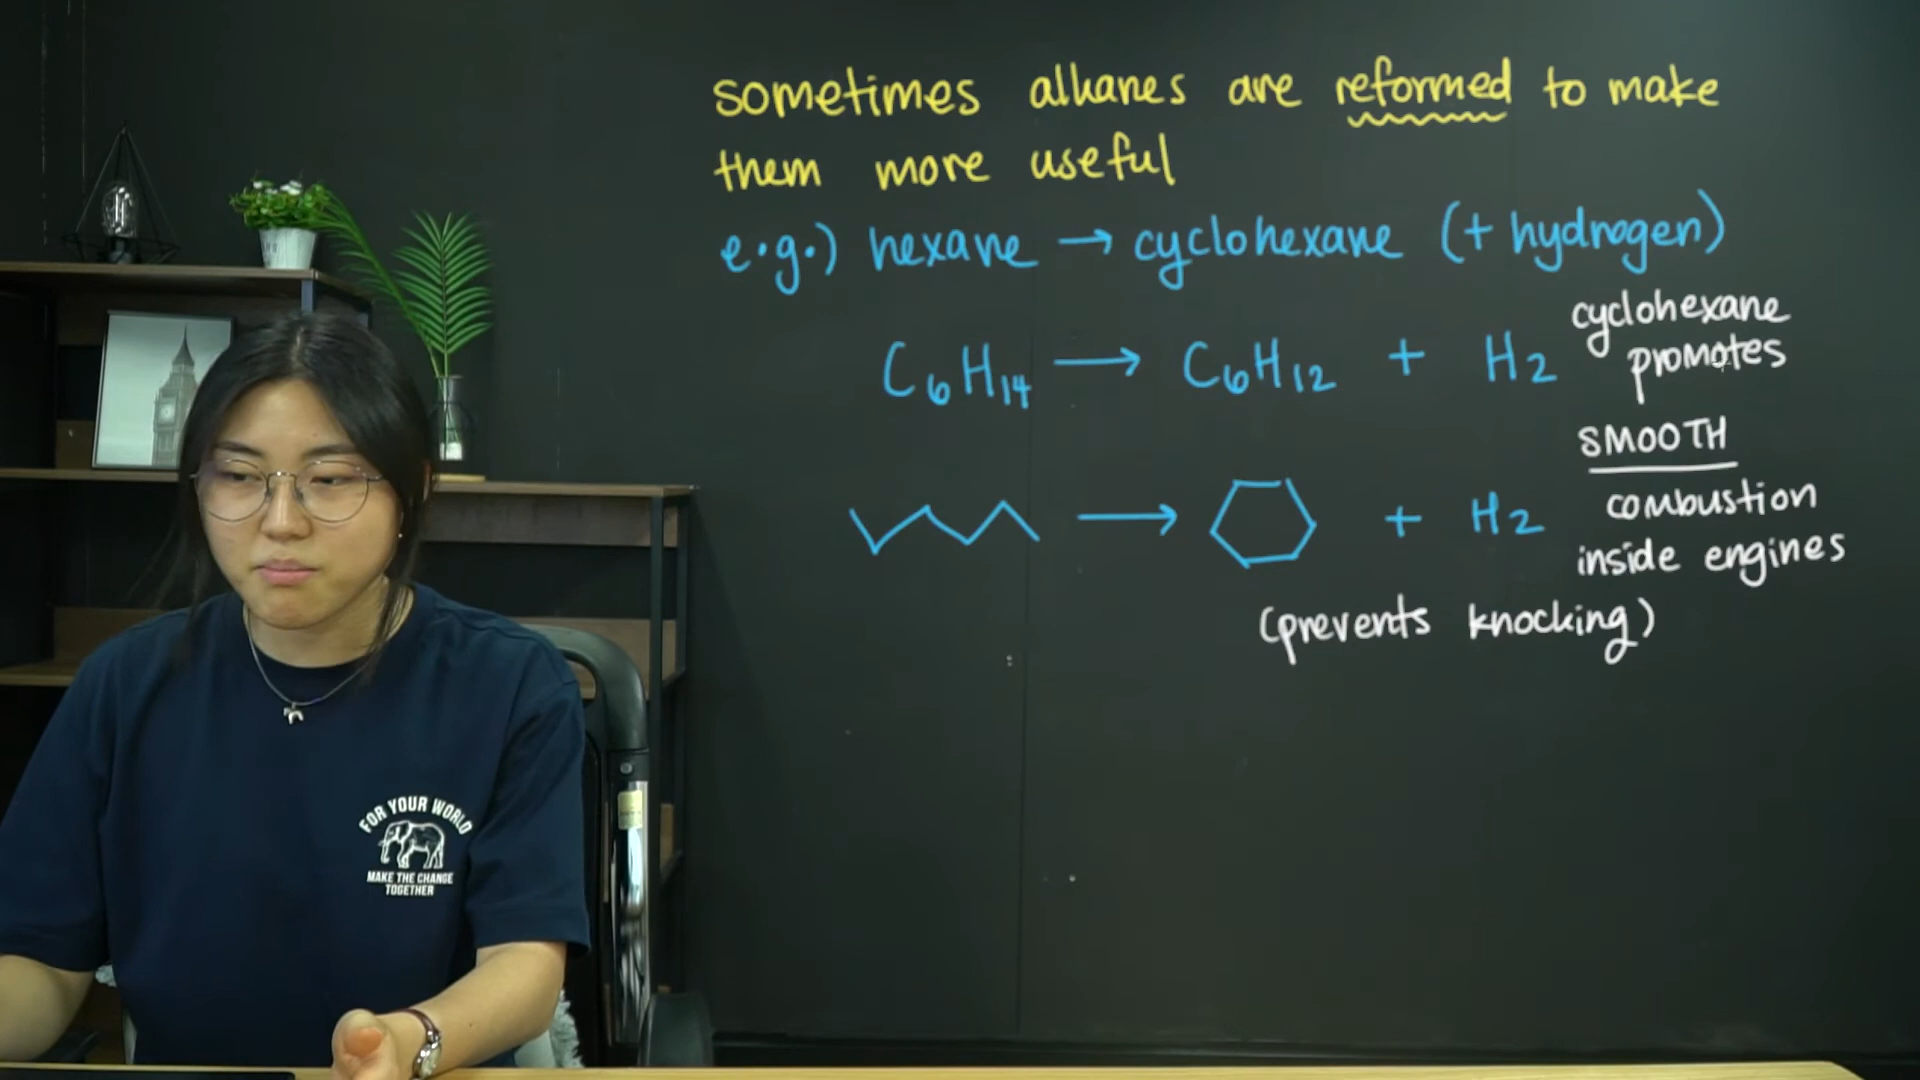 sometimes alkanes are reformed to make
them more useful
e.g.) hexane → cyclohexane (+ hydrogen)
C₆H₁₄ → C₆H₁₂ + H₂
cyclohexane
promotes
SMOOTH
combustion
inside engines
→ + H₂
(prevents knocking)
FOR YOUR WORLD
MAKE THE CHANGE
TOGETHER